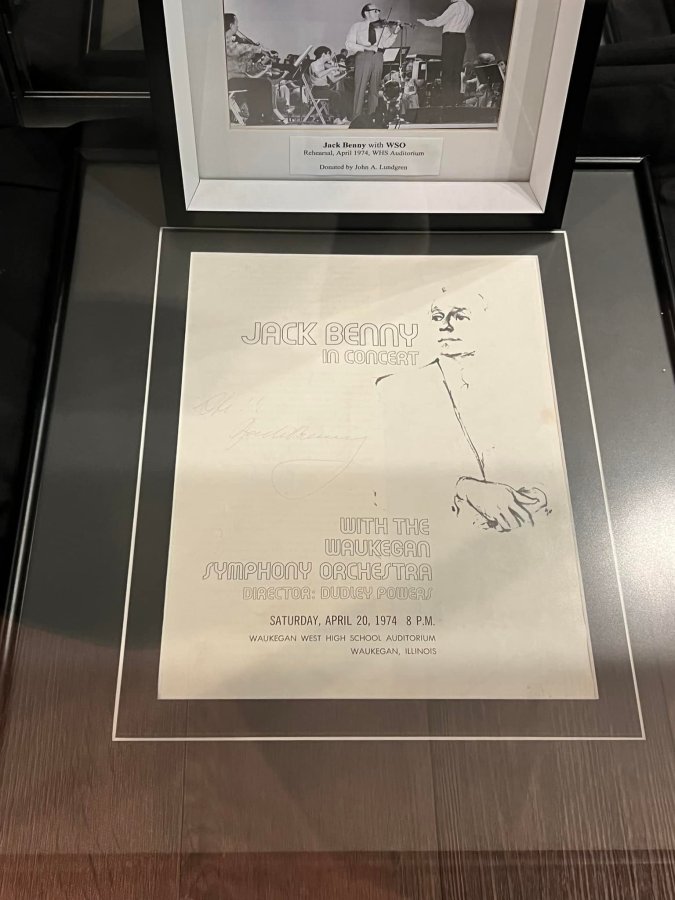 Jack Benny with WSO
Rehearsal, April 1974, WHS Auditorium
Donated by John A. Lundgren
JACK BENNY
IN CONCERT
Jack Benny
WITH THE
WAUKEGAN
SYMPHONY ORCHESTRA
DIRECTOR: DUDLEY POWERS
SATURDAY, APRIL 20, 1974 8 P.M.
WAUKEGAN WEST HIGH SCHOOL AUDITORIUM
WAUKEGAN, ILLINOIS